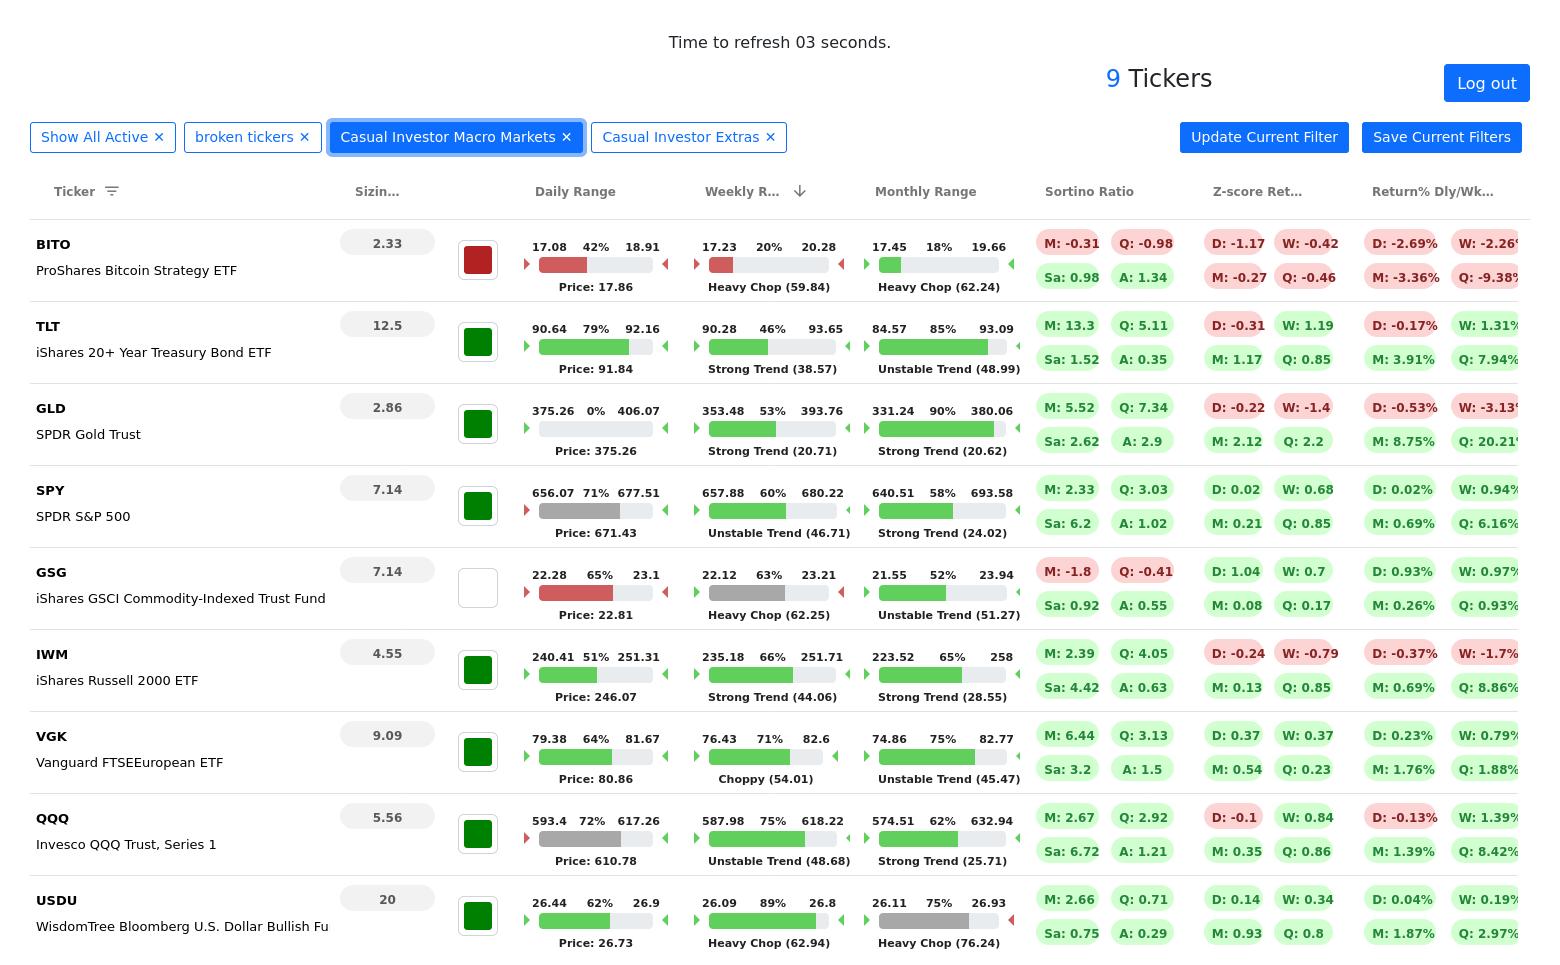 Time to refresh 03 seconds.
9 Tickers
Log out
Show All Active ✕ broken tickers ✕ Casual Investor Macro Markets ✕ Casual Investor Extras ✕ Update Current Filter Save Current Filters
Ticker Sizin... Daily Range Weekly R... Monthly Range Sortino Ratio Z-score Ret... Return% Dly/Wk...
BITO 2.33 17.08 42% 18.91 17.23 20% 20.28 17.45 18% 19.66 M: -0.31 Q: -0.98 D: -1.17 W: -0.42 D: -2.69% W: -2.26%
ProShares Bitcoin Strategy ETF Sa: 0.98 A: 1.34 M: -0.27 Q: -0.46 M: -3.36% Q: -9.38%
Price: 17.86 Heavy Chop (59.84) Heavy Chop (62.24)
TLT 12.5 90.64 79% 92.16 90.28 46% 93.65 84.57 85% 93.09 M: 13.3 Q: 5.11 D: -0.31 W: 1.19 D: -0.17% W: 1.31%
iShares 20+ Year Treasury Bond ETF Sa: 1.52 A: 0.35 M: 1.17 Q: 0.85 M: 3.91% Q: 7.94%
Price: 91.84 Strong Trend (38.57) Unstable Trend (48.99)
GLD 2.86 375.26 0% 406.07 353.48 53% 393.76 331.24 90% 380.06 M: 5.52 Q: 7.34 D: -0.22 W: -1.4 D: -0.53% W: -3.13%
SPDR Gold Trust Sa: 2.62 A: 2.9 M: 2.12 Q: 2.2 M: 8.75% Q: 20.21%
Price: 375.26 Strong Trend (20.71) Strong Trend (20.62)
SPY 7.14 656.07 71% 677.51 657.88 60% 680.22 640.51 58% 693.58 M: 2.33 Q: 3.03 D: 0.02 W: 0.68 D: 0.02% W: 0.94%
SPDR S&P 500 Sa: 6.2 A: 1.02 M: 0.21 Q: 0.85 M: 0.69% Q: 6.16%
Price: 671.43 Unstable Trend (46.71) Strong Trend (24.02)
GSG 7.14 22.28 65% 23.1 22.12 63% 23.21 21.55 52% 23.94 M: -1.8 Q: -0.41 D: 1.04 W: 0.7 D: 0.93% W: 0.97%
iShares GSCI Commodity-Indexed Trust Fund Sa: 0.92 A: 0.55 M: 0.08 Q: 0.17 M: 0.26% Q: 0.93%
Price: 22.81 Heavy Chop (62.25) Unstable Trend (51.27)
IWM 4.55 240.41 51% 251.31 235.18 66% 251.71 223.52 65% 258 M: 2.39 Q: 4.05 D: -0.24 W: -0.79 D: -0.37% W: -1.7%
iShares Russell 2000 ETF Sa: 4.42 A: 0.63 M: 0.13 Q: 0.85 M: 0.69% Q: 8.86%
Price: 246.07 Strong Trend (44.06) Strong Trend (28.55)
VGK 9.09 79.38 64% 81.67 76.43 71% 82.6 74.86 75% 82.77 M: 6.44 Q: 3.13 D: 0.37 W: 0.37 D: 0.23% W: 0.79%
Vanguard FTSEEuropean ETF Sa: 3.2 A: 1.5 M: 0.54 Q: 0.23 M: 1.76% Q: 1.88%
Price: 80.86 Choppy (54.01) Unstable Trend (45.47)
QQQ 5.56 593.4 72% 617.26 587.98 75% 618.22 574.51 62% 632.94 M: 2.67 Q: 2.92 D: -0.1 W: 0.84 D: -0.13% W: 1.39%
Invesco QQQ Trust, Series 1 Sa: 6.72 A: 1.21 M: 0.35 Q: 0.86 M: 1.39% Q: 8.42%
Price: 610.78 Unstable Trend (48.68) Strong Trend (25.71)
USDU 20 26.44 62% 26.9 26.09 89% 26.8 26.11 75% 26.93 M: 2.66 Q: 0.71 D: 0.14 W: 0.34 D: 0.04% W: 0.19%
WisdomTree Bloomberg U.S. Dollar Bullish Fu Sa: 0.75 A: 0.29 M: 0.93 Q: 0.8 M: 1.87% Q: 2.97%
Price: 26.73 Heavy Chop (62.94) Heavy Chop (76.24)